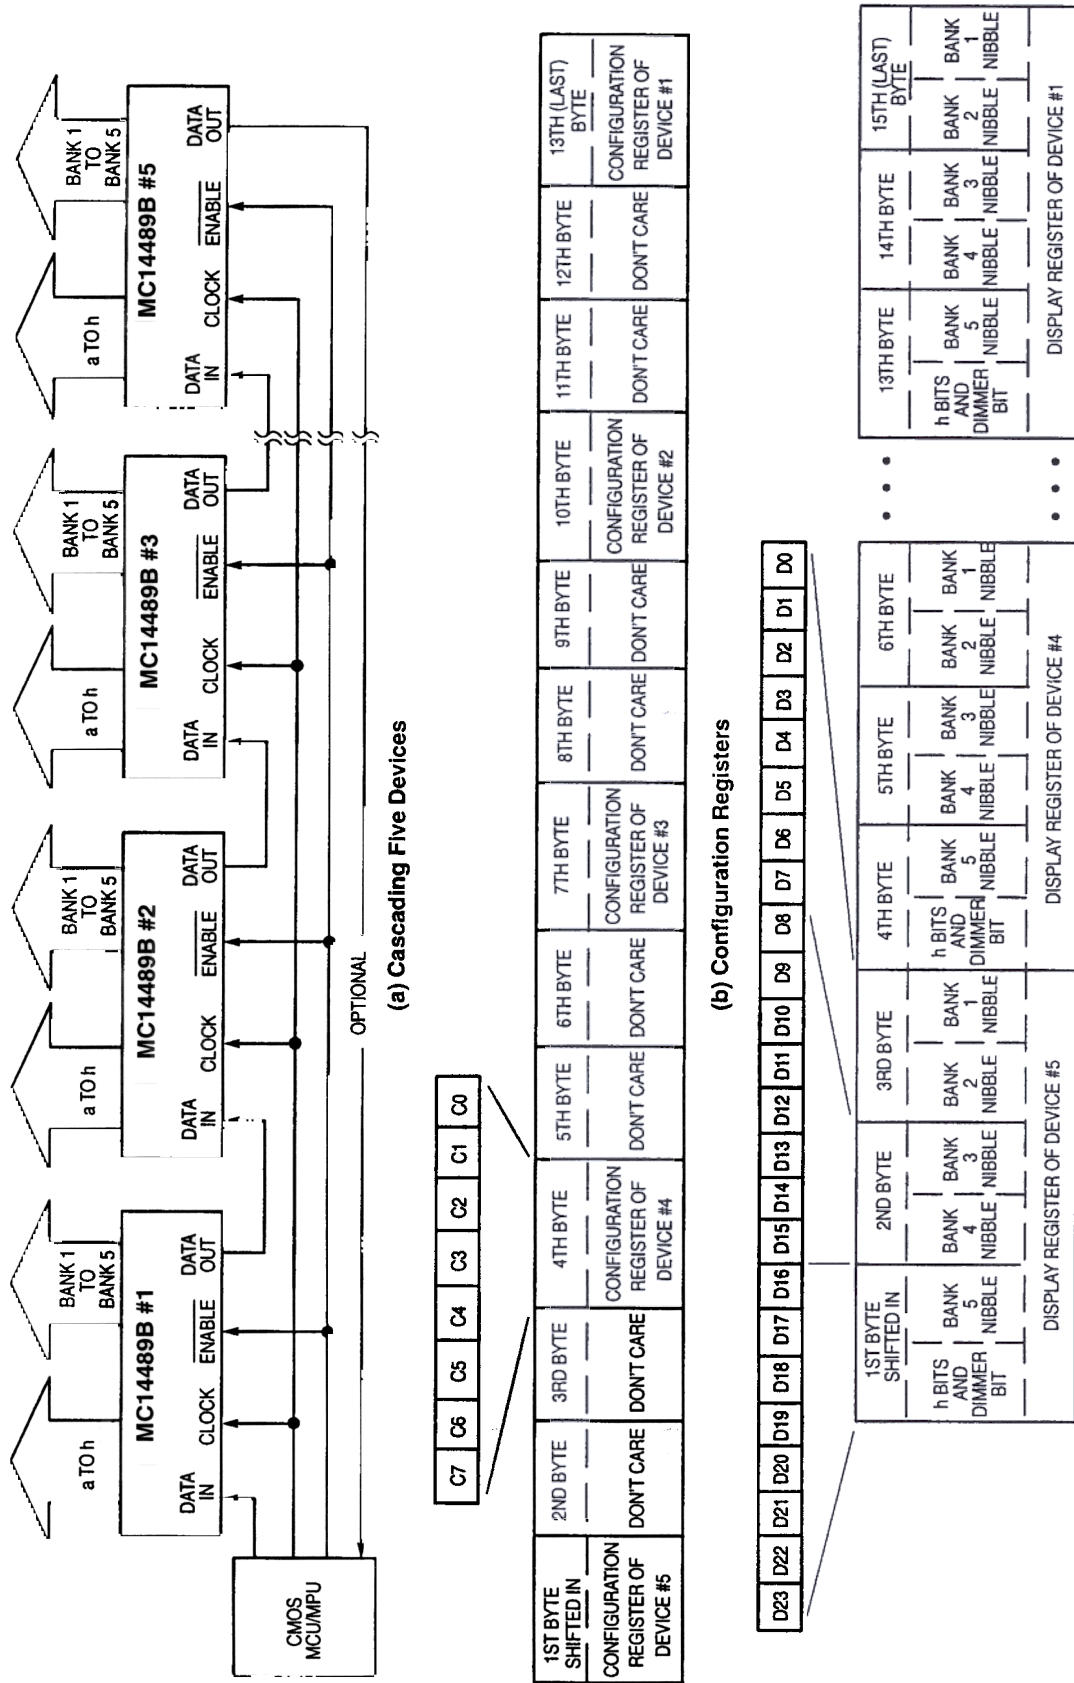 BANK 1
TO
BANK 5
a TO h
MC14489B #1
DATA
IN
CLOCK
ENABLE
DATA
OUT
BANK 1
TO
BANK 5
a TO h
MC14489B #2
DATA
IN
CLOCK
ENABLE
DATA
OUT
BANK 1
TO
BANK 5
a TO h
MC14489B #3
DATA
IN
CLOCK
ENABLE
DATA
OUT
BANK 1
TO
BANK 5
a TO h
MC14489B #5
DATA
IN
CLOCK
ENABLE
DATA
OUT
CMOS
MCU/MPU
OPTIONAL
(a) Cascading Five Devices
C7 C6 C5 C4 C3 C2 C1 C0
1ST BYTE
SHIFTED IN
CONFIGURATION
REGISTER OF
DEVICE #5
2ND BYTE
DON'T CARE
3RD BYTE
DON'T CARE
4TH BYTE
CONFIGURATION
REGISTER OF
DEVICE #4
5TH BYTE
DON'T CARE
6TH BYTE
DON'T CARE
7TH BYTE
CONFIGURATION
REGISTER OF
DEVICE #3
8TH BYTE
DON'T CARE
9TH BYTE
DON'T CARE
10TH BYTE
CONFIGURATION
REGISTER OF
DEVICE #2
11TH BYTE
DON'T CARE
12TH BYTE
DON'T CARE
13TH (LAST)
BYTE
CONFIGURATION
REGISTER OF
DEVICE #1
(b) Configuration Registers
D23 D22 D21 D20 D19 D18 D17 D16 D15 D14 D13 D12 D11 D10 D9 D8 D7 D6 D5 D4 D3 D2 D1 D0
1ST BYTE
SHIFTED IN
h BITS
AND
DIMMER
BIT
BANK
5
NIBBLE
2ND BYTE
BANK
4
NIBBLE
BANK
3
NIBBLE
3RD BYTE
BANK
2
NIBBLE
BANK
1
NIBBLE
DISPLAY REGISTER OF DEVICE #5
4TH BYTE
h BITS
AND
DIMMER
BIT
BANK
5
NIBBLE
5TH BYTE
BANK
4
NIBBLE
BANK
3
NIBBLE
6TH BYTE
BANK
2
NIBBLE
BANK
1
NIBBLE
DISPLAY REGISTER OF DEVICE #4
• • •
• • •
13TH BYTE
h BITS
AND
DIMMER
BIT
BANK
5
NIBBLE
14TH BYTE
BANK
4
NIBBLE
BANK
3
NIBBLE
15TH (LAST)
BYTE
BANK
2
NIBBLE
BANK
1
NIBBLE
DISPLAY REGISTER OF DEVICE #1